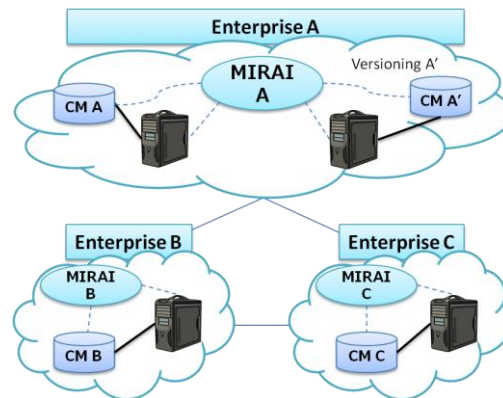 Enterprise A
MIRAI
A
Versioning A'
CM A
CM A'
Enterprise B
Enterprise C
MIRAI
B
MIRAI
C
CM B
CM C